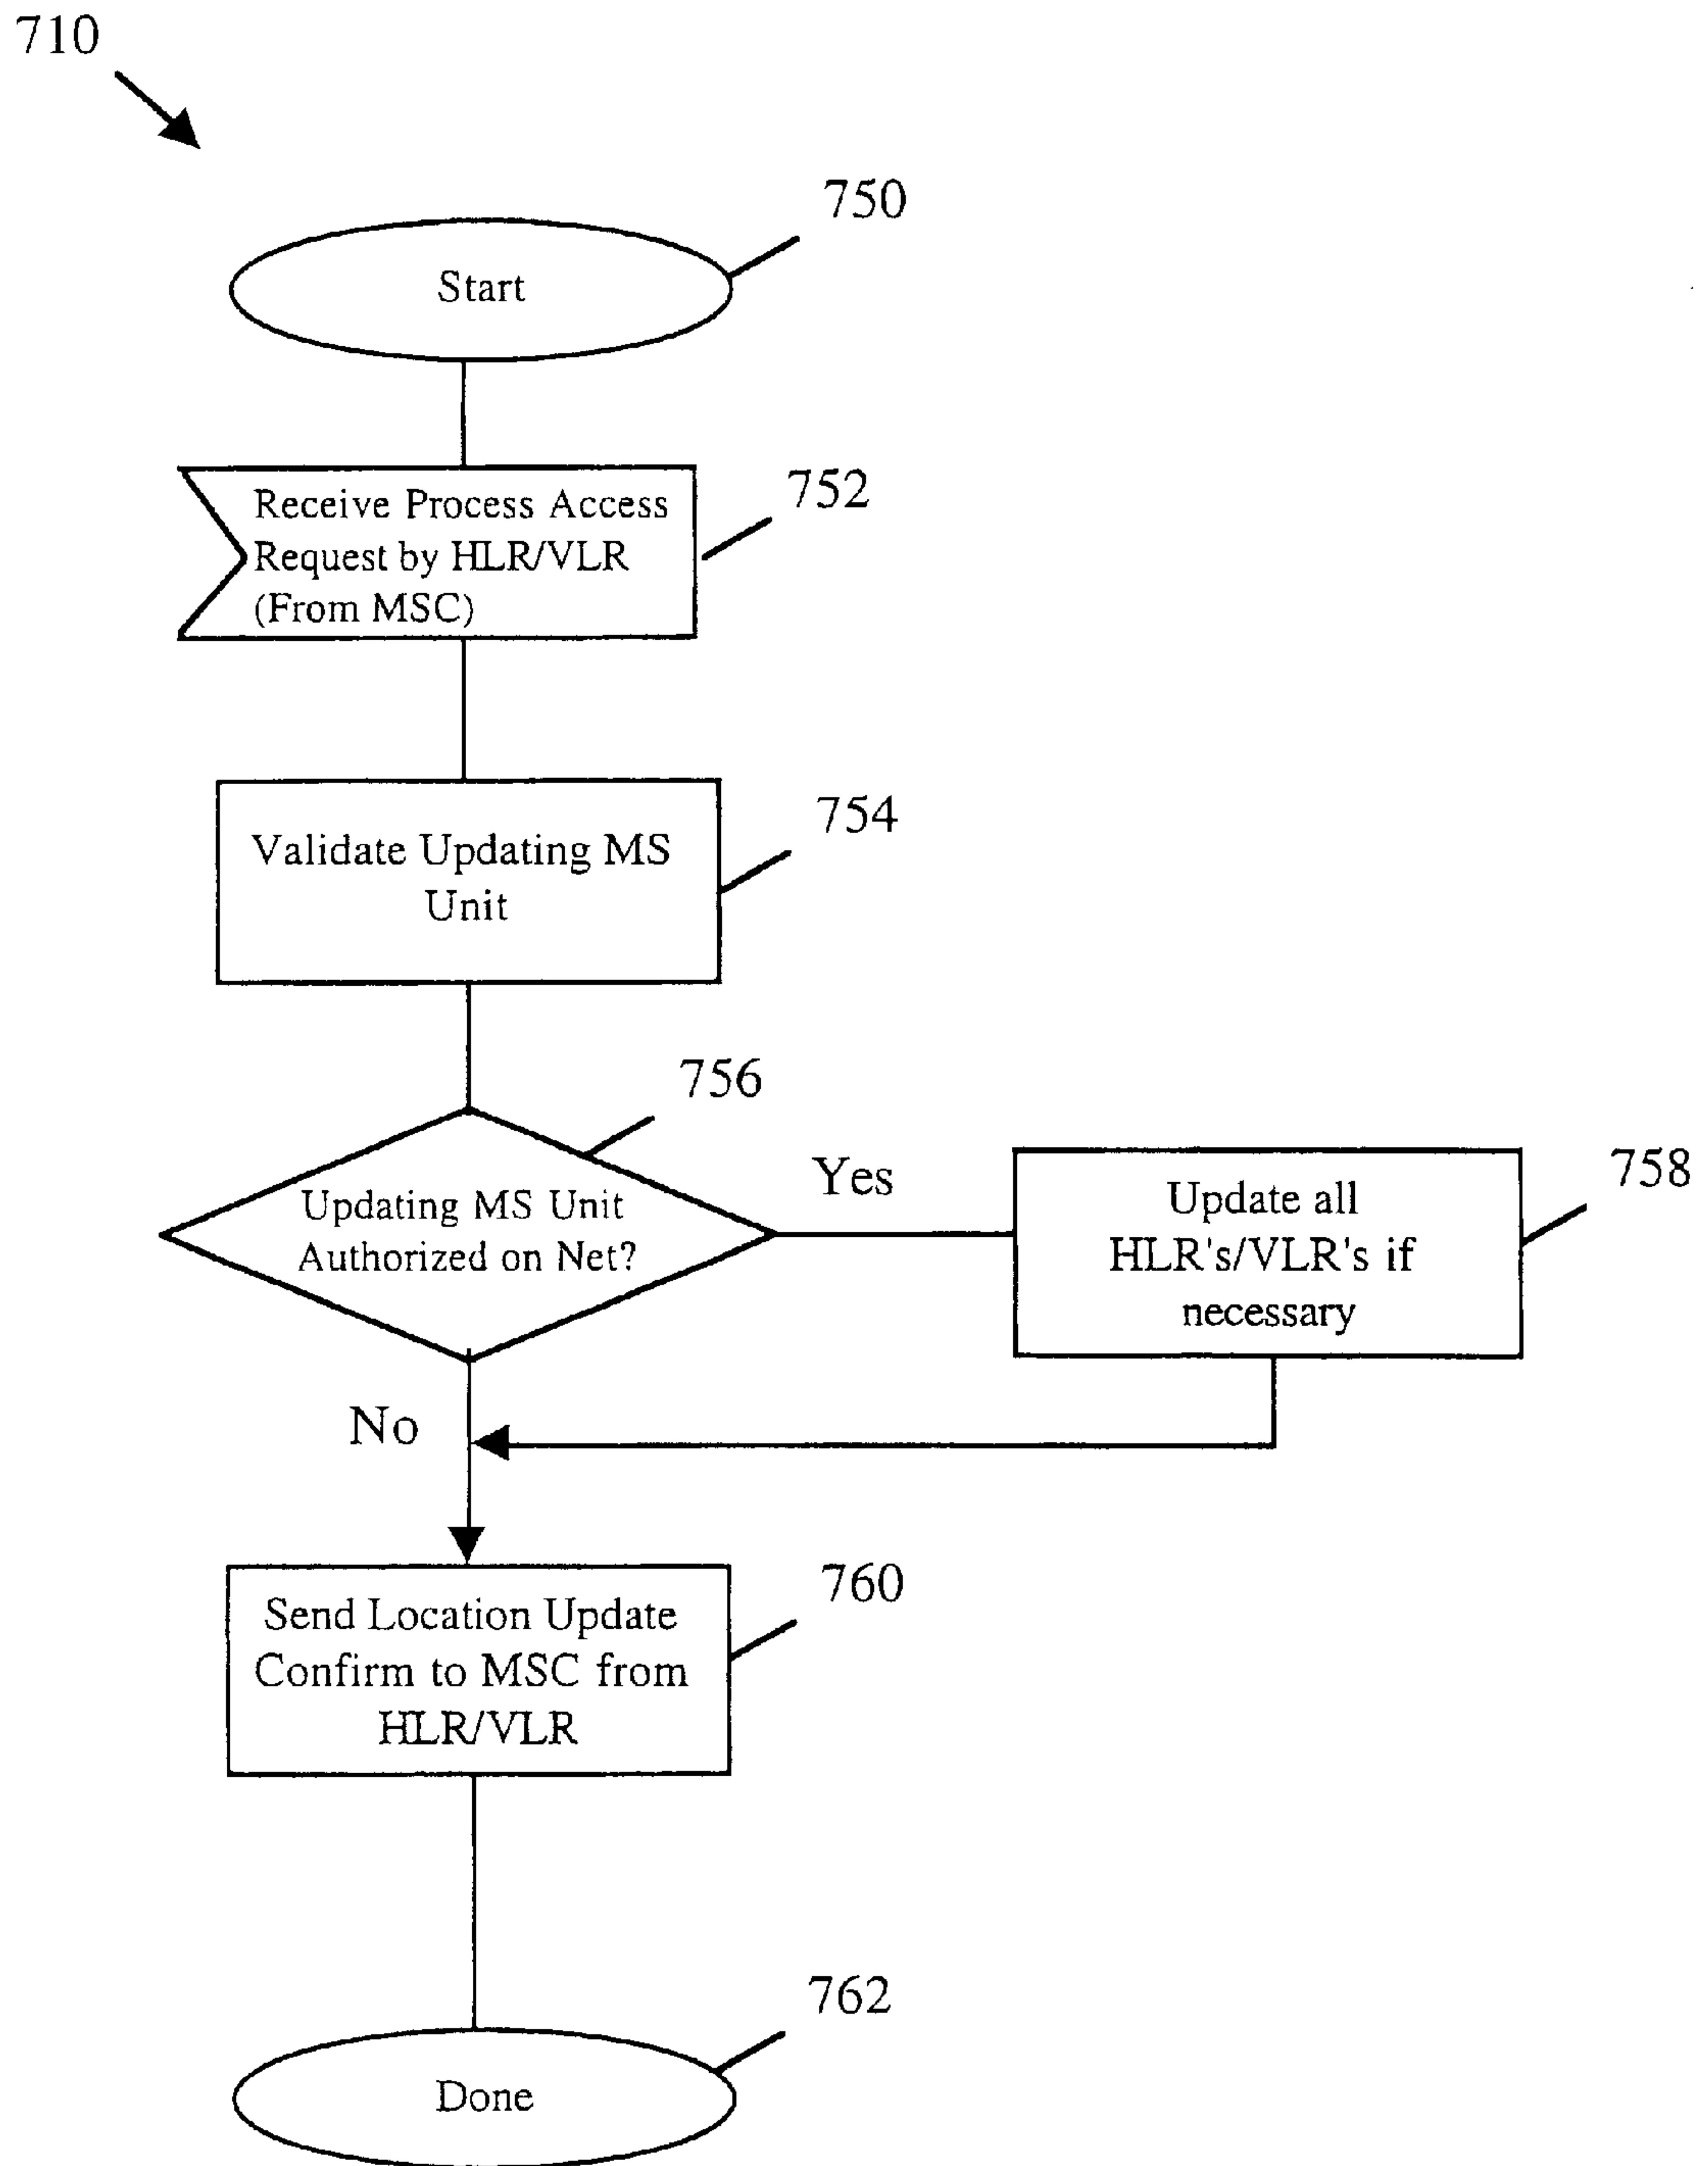 710
750
Start
752
Receive Process Access
Request by HLR/VLR
(From MSC)
754
Validate Updating MS
Unit
756
Updating MS Unit
Authorized on Net?
Yes
758
Update all
HLR's/VLR's if
necessary
No
760
Send Location Update
Confirm to MSC from
HLR/VLR
762
Done